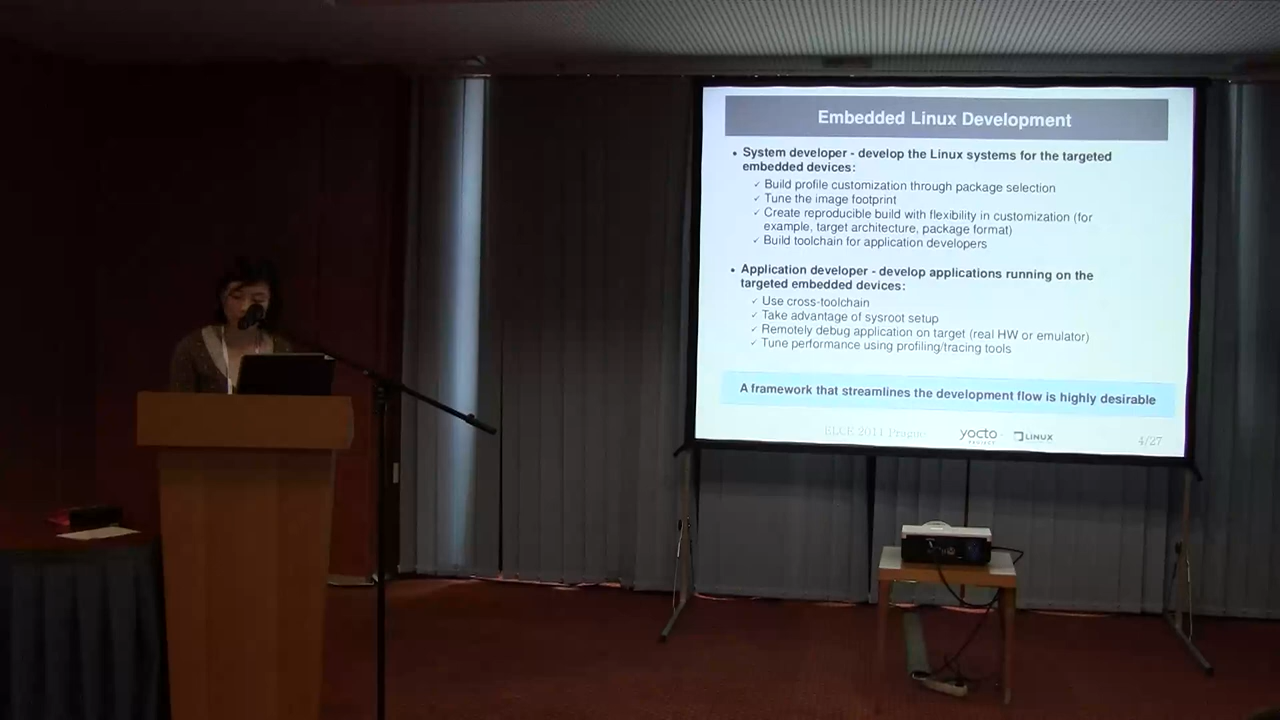 Embedded Linux Development
• System developer - develop the Linux systems for the targeted
embedded devices:
✓ Build profile customization through package selection
✓ Tune the image footprint
✓ Create reproducible build with flexibility in customization (for
example, target architecture, package format)
✓ Build toolchain for application developers
• Application developer - develop applications running on the
targeted embedded devices:
✓ Use cross-toolchain
✓ Take advantage of sysroot setup
✓ Remotely debug application on target (real HW or emulator)
✓ Tune performance using profiling/tracing tools
A framework that streamlines the development flow is highly desirable
ELCE 2011 Prague
yocto
PROJECT
LINUX
4/27